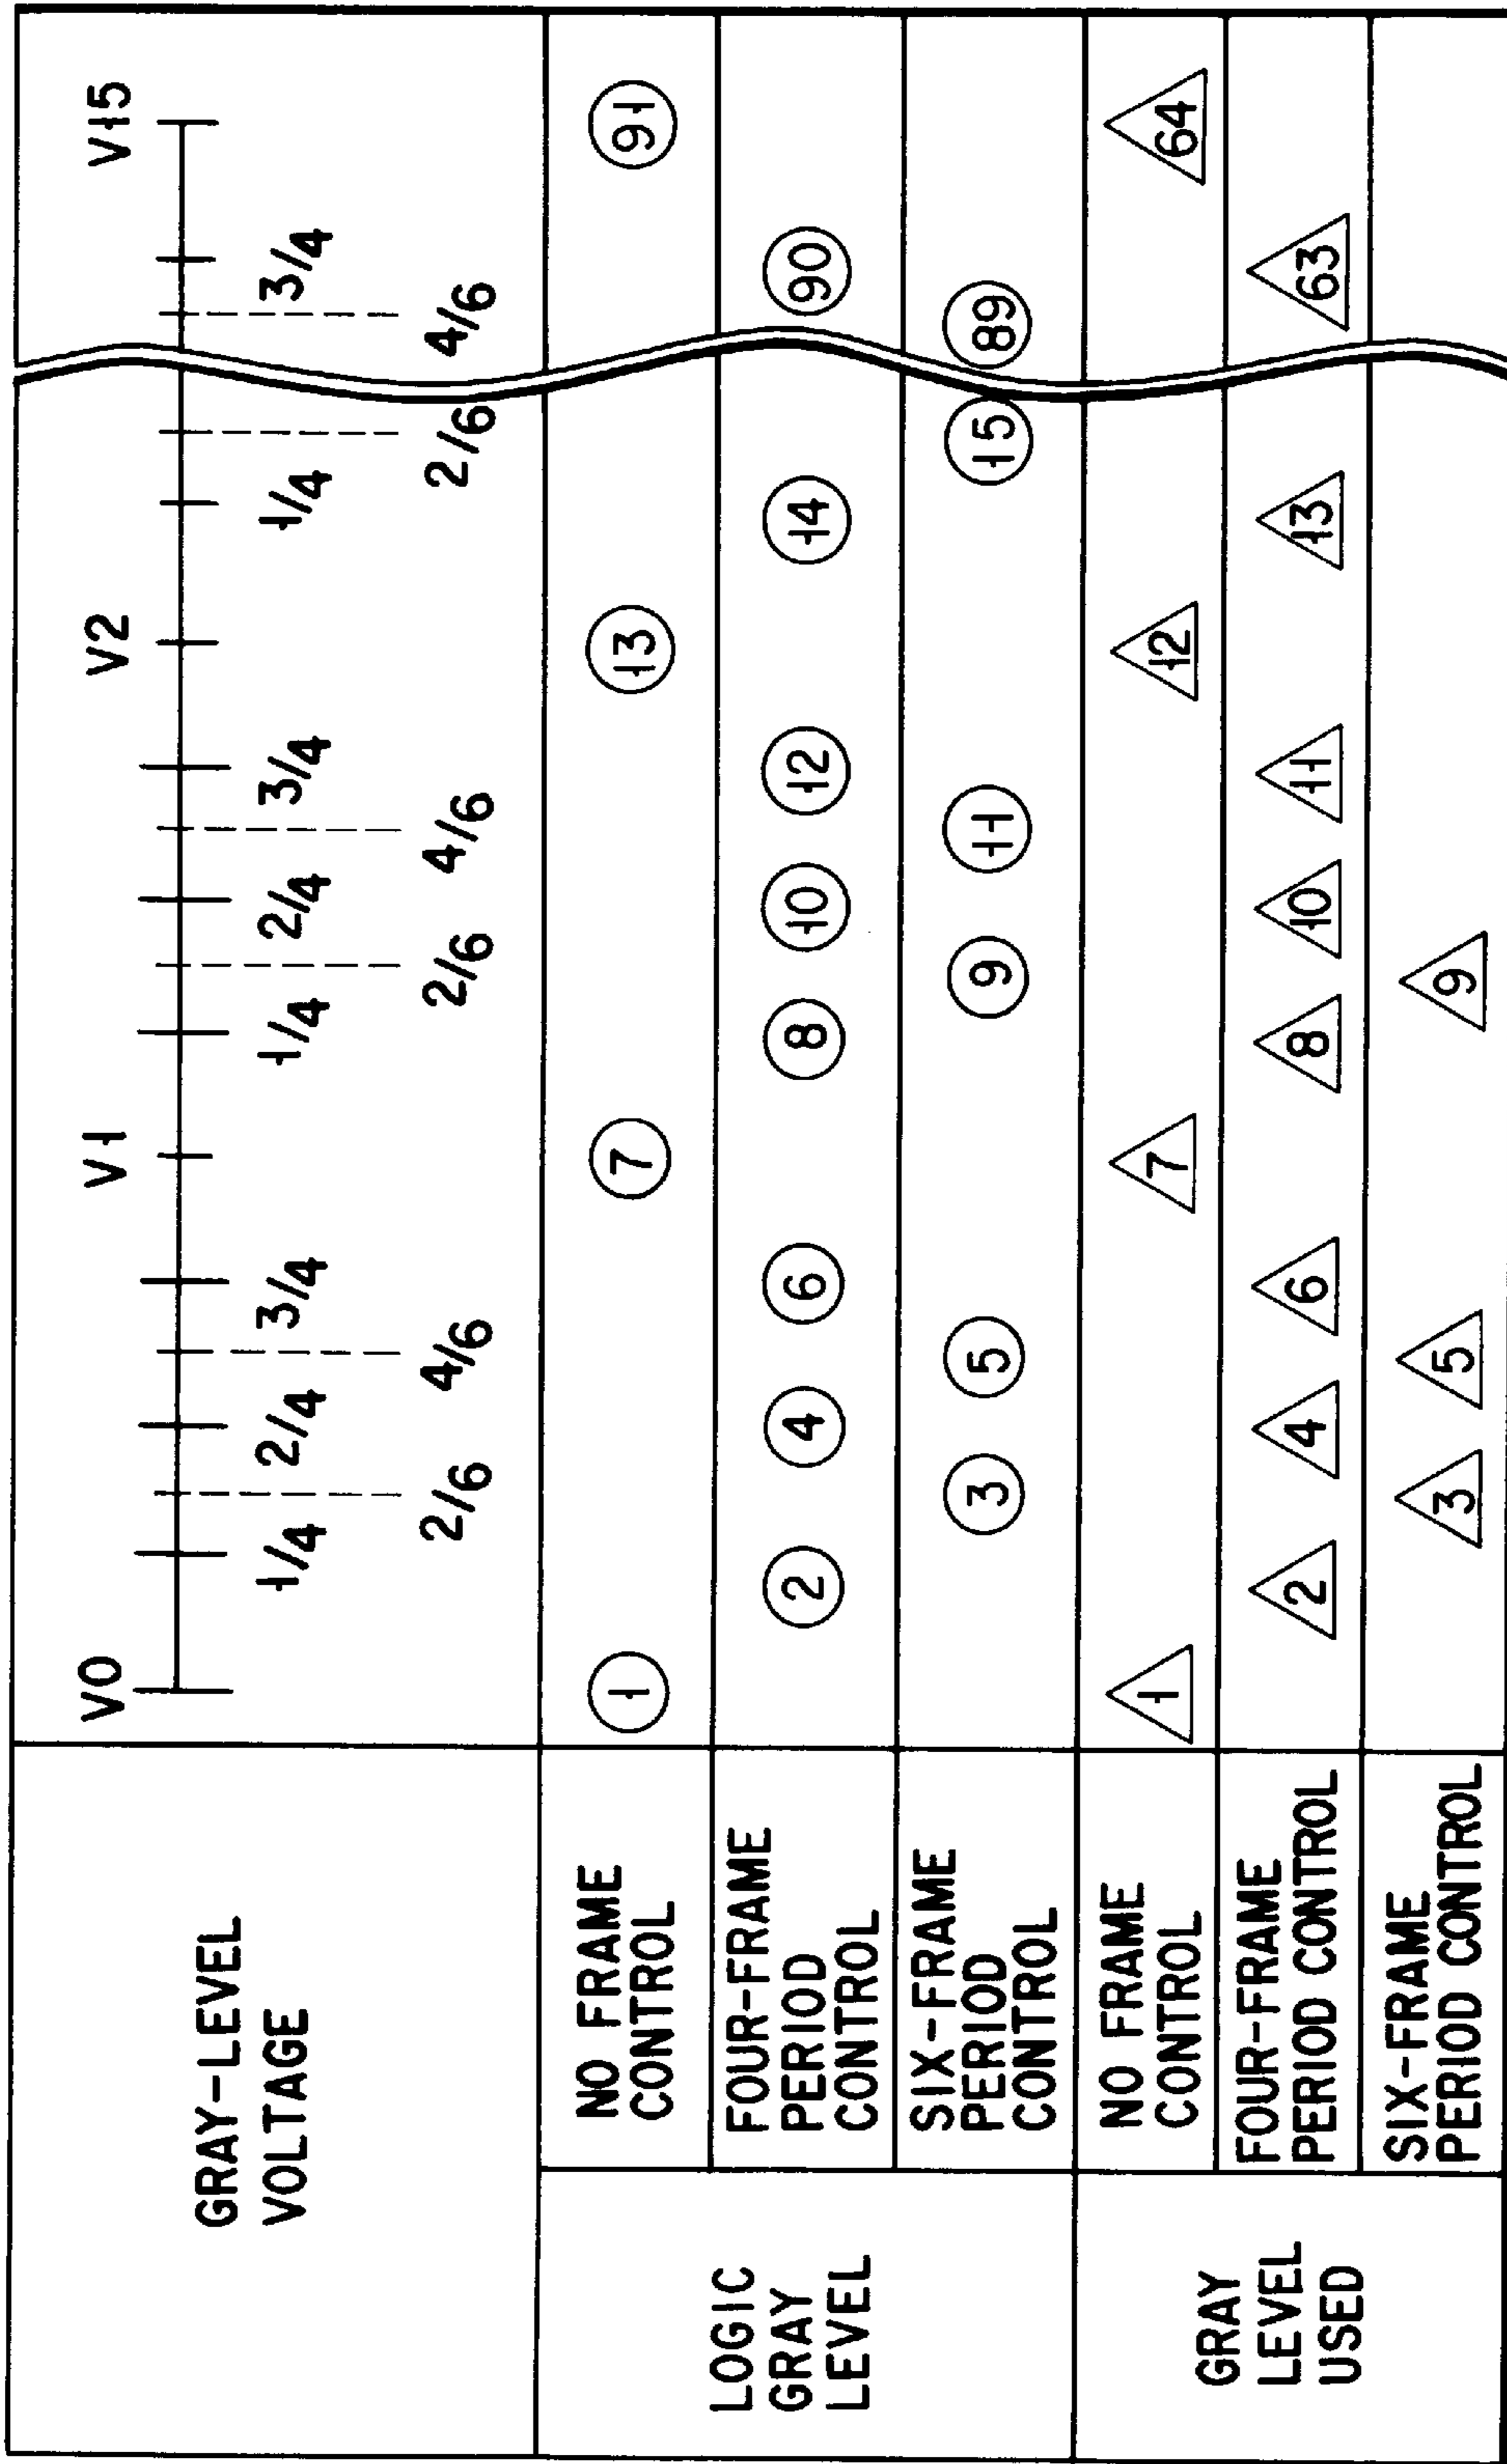 GRAY-LEVEL
VOLTAGE
V0 V1 V2 V15
1/4 2/4 3/4 1/4 2/4 3/4 1/4 3/4
2/6 4/6 2/6 4/6 2/6 4/6
LOGIC
GRAY
LEVEL
NO FRAME
CONTROL
1 7 13 91
FOUR-FRAME
PERIOD
CONTROL
2 4 6 8 10 12 14 90
SIX-FRAME
PERIOD
CONTROL
3 5 9 11 15 89
GRAY
LEVEL
USED
NO FRAME
CONTROL
1 7 12 64
FOUR-FRAME
PERIOD CONTROL
2 4 6 8 10 11 13 63
SIX-FRAME
PERIOD CONTROL
3 5 9